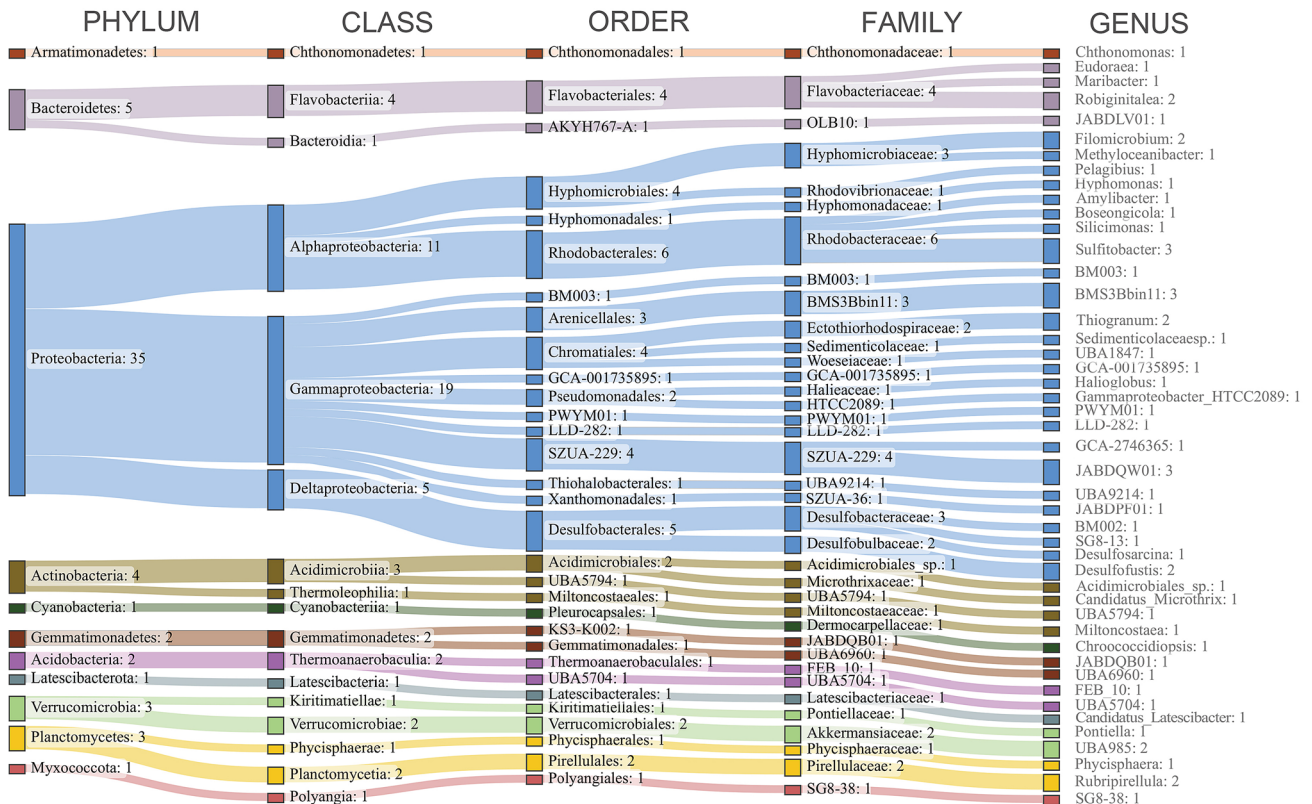 PHYLUM
CLASS
ORDER
FAMILY
GENUS
Armatimonadetes: 1
Bacteroidetes: 5
Proteobacteria: 35
Actinobacteria: 4
Cyanobacteria: 1
Gemmatimonadetes: 2
Acidobacteria: 2
Latescibacterota: 1
Verrucomicrobia: 3
Planctomycetes: 3
Myxococcota: 1
Chthonomonadetes: 1
Flavobacteriia: 4
Bacteroidia: 1
Alphaproteobacteria: 11
Gammaproteobacteria: 19
Deltaproteobacteria: 5
Acidimicrobiia: 3
Thermoleophilia: 1
Cyanobacteriia: 1
Gemmatimonadetes: 2
Thermoanaerobaculia: 2
Latescibacteria: 1
Kiritimatiellae: 1
Verrucomicrobiae: 2
Phycisphaerae: 1
Planctomycetia: 2
Polyangia: 1
Chthonomonadales: 1
Flavobacteriales: 4
AKYH767-A: 1
Hyphomicrobiales: 4
Hyphomonadales: 1
Rhodobacterales: 6
BM003: 1
Arenicellales: 3
Chromatiales: 4
GCA-001735895: 1
Pseudomonadales: 2
PWYM01: 1
LLD-282: 1
SZUA-229: 4
Thiohalobacterales: 1
Xanthomonadales: 1
Desulfobacterales: 5
Acidimicrobiales: 2
UBA5794: 1
Miltoncostaeales: 1
Pleurocapsales: 1
KS3-K002: 1
Gemmatimonadales: 1
Thermoanaerobaculales: 1
UBA5704: 1
Latescibacterales: 1
Kiritimatiellales: 1
Verrucomicrobiales: 2
Phycisphaerales: 1
Pirellulales: 2
Polyangiales: 1
Chthonomonadaceae: 1
Flavobacteriaceae: 4
OLB10: 1
Hyphomicrobiaceae: 3
Rhodovibrionaceae: 1
Hyphomonadaceae: 1
Rhodobacteraceae: 6
BM003: 1
BMS3Bbin11: 3
Ectothiorhodospiraceae: 2
Sedimenticolaceae: 1
Woeseiaceae: 1
GCA-001735895: 1
Halieaceae: 1
HTCC2089: 1
PWYM01: 1
LLD-282: 1
SZUA-229: 4
UBA9214: 1
SZUA-36: 1
Desulfobacteraceae: 3
Desulfobulbaceae: 2
Acidimicrobiales_sp.: 1
Microthrixaceae: 1
UBA5794: 1
Miltoncostaeaceae: 1
Dermocarpellaceae: 1
JABDQB01: 1
UBA6960: 1
FEB_10: 1
UBA5704: 1
Latescibacteriaceae: 1
Pontiellaceae: 1
Akkermansiaceae: 2
Phycisphaeraceae: 1
Pirellulaceae: 2
SG8-38: 1
Chthonomonas: 1
Eudoraea: 1
Maribacter: 1
Robiginitalea: 2
JABDLV01: 1
Filomicrobium: 2
Methyloceanibacter: 1
Pelagibius: 1
Hyphomonas: 1
Amylibacter: 1
Boseongicola: 1
Silicimonas: 1
Sulfitobacter: 3
BM003: 1
BMS3Bbin11: 3
Thiogranum: 2
Sedimenticolaceaesp.: 1
UBA1847: 1
GCA-001735895: 1
Halioglobus: 1
Gammaproteobacter_HTCC2089: 1
PWYM01: 1
LLD-282: 1
GCA-2746365: 1
JABDQW01: 3
UBA9214: 1
JABDPF01: 1
BM002: 1
SG8-13: 1
Desulfosarcina: 1
Desulfofustis: 2
Acidimicrobiales_sp.: 1
Candidatus_Microthrix: 1
UBA5794: 1
Miltoncostaea: 1
Chroococcidiopsis: 1
JABDQB01: 1
UBA6960: 1
FEB_10: 1
UBA5704: 1
Candidatus_Latescibacter: 1
Pontiella: 1
UBA985: 2
Phycisphaera: 1
Rubripirellula: 2
SG8-38: 1